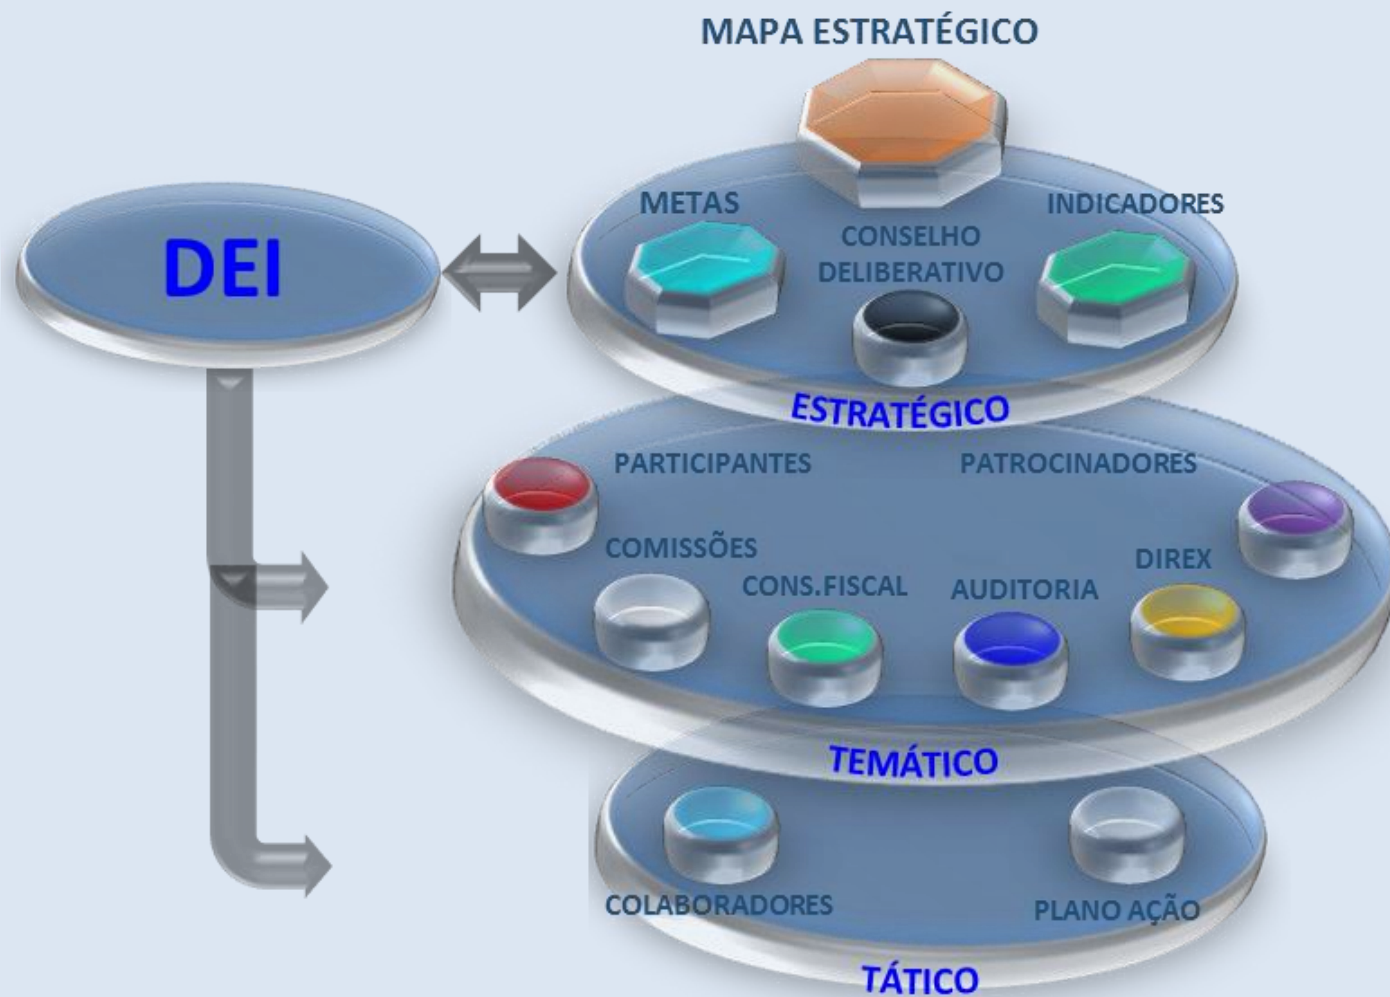 MAPA ESTRATÉGICO
METAS
INDICADORES
CONSELHO
DELIBERATIVO
DEI
ESTRATÉGICO
PARTICIPANTES
PATROCINADORES
COMISSÕES
CONS.FISCAL
AUDITORIA
DIREX
TEMÁTICO
COLABORADORES
PLANO AÇÃO
TÁTICO